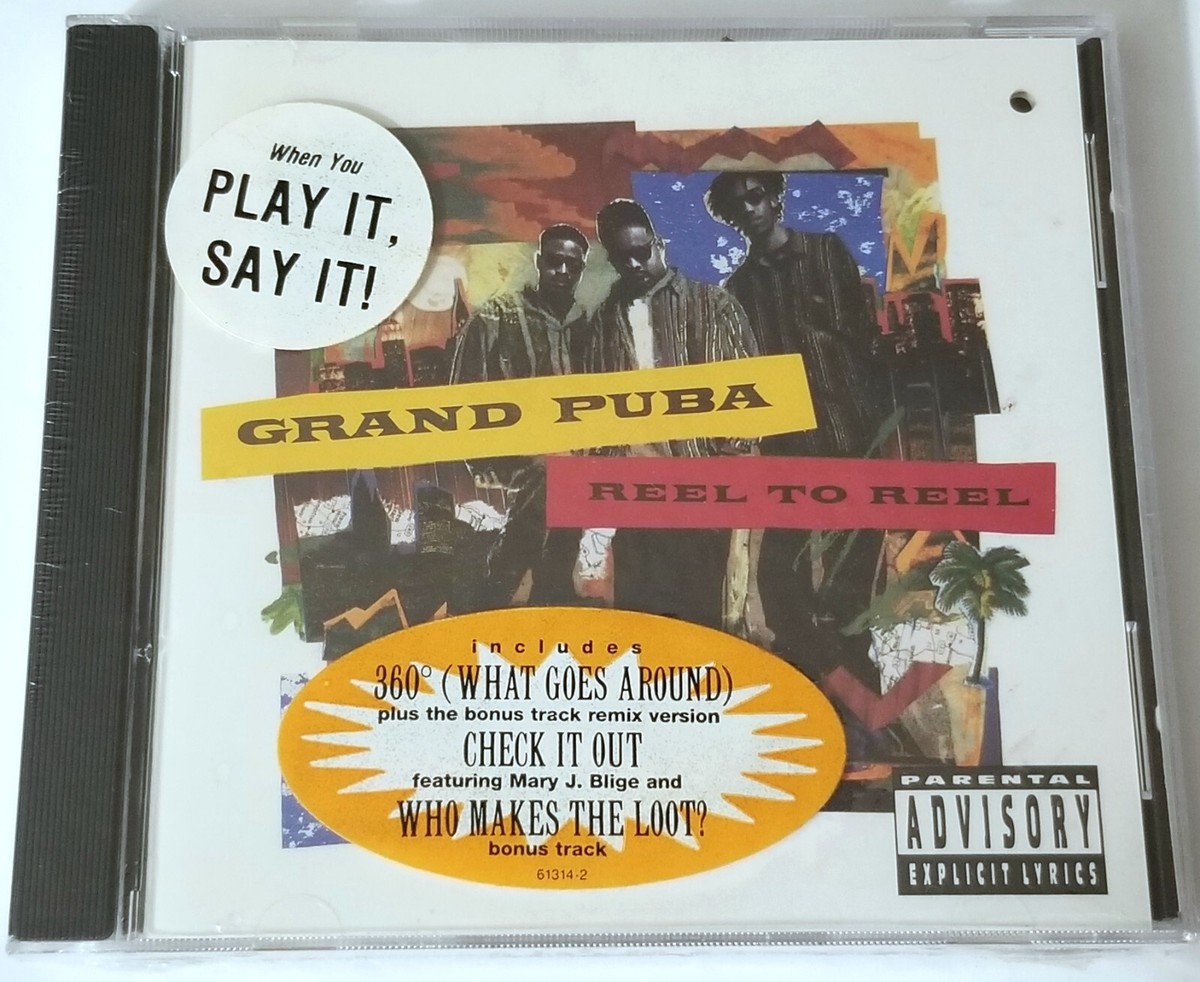 When You
PLAY IT,
SAY IT!
GRAND PUBA
REEL TO REEL
includes
360° (WHAT GOES AROUND)
plus the bonus track remix version
CHECK IT OUT
featuring Mary J. Blige and
WHO MAKES THE LOOT?
bonus track
61314-2
PARENTAL
ADVISORY
EXPLICIT LYRICS